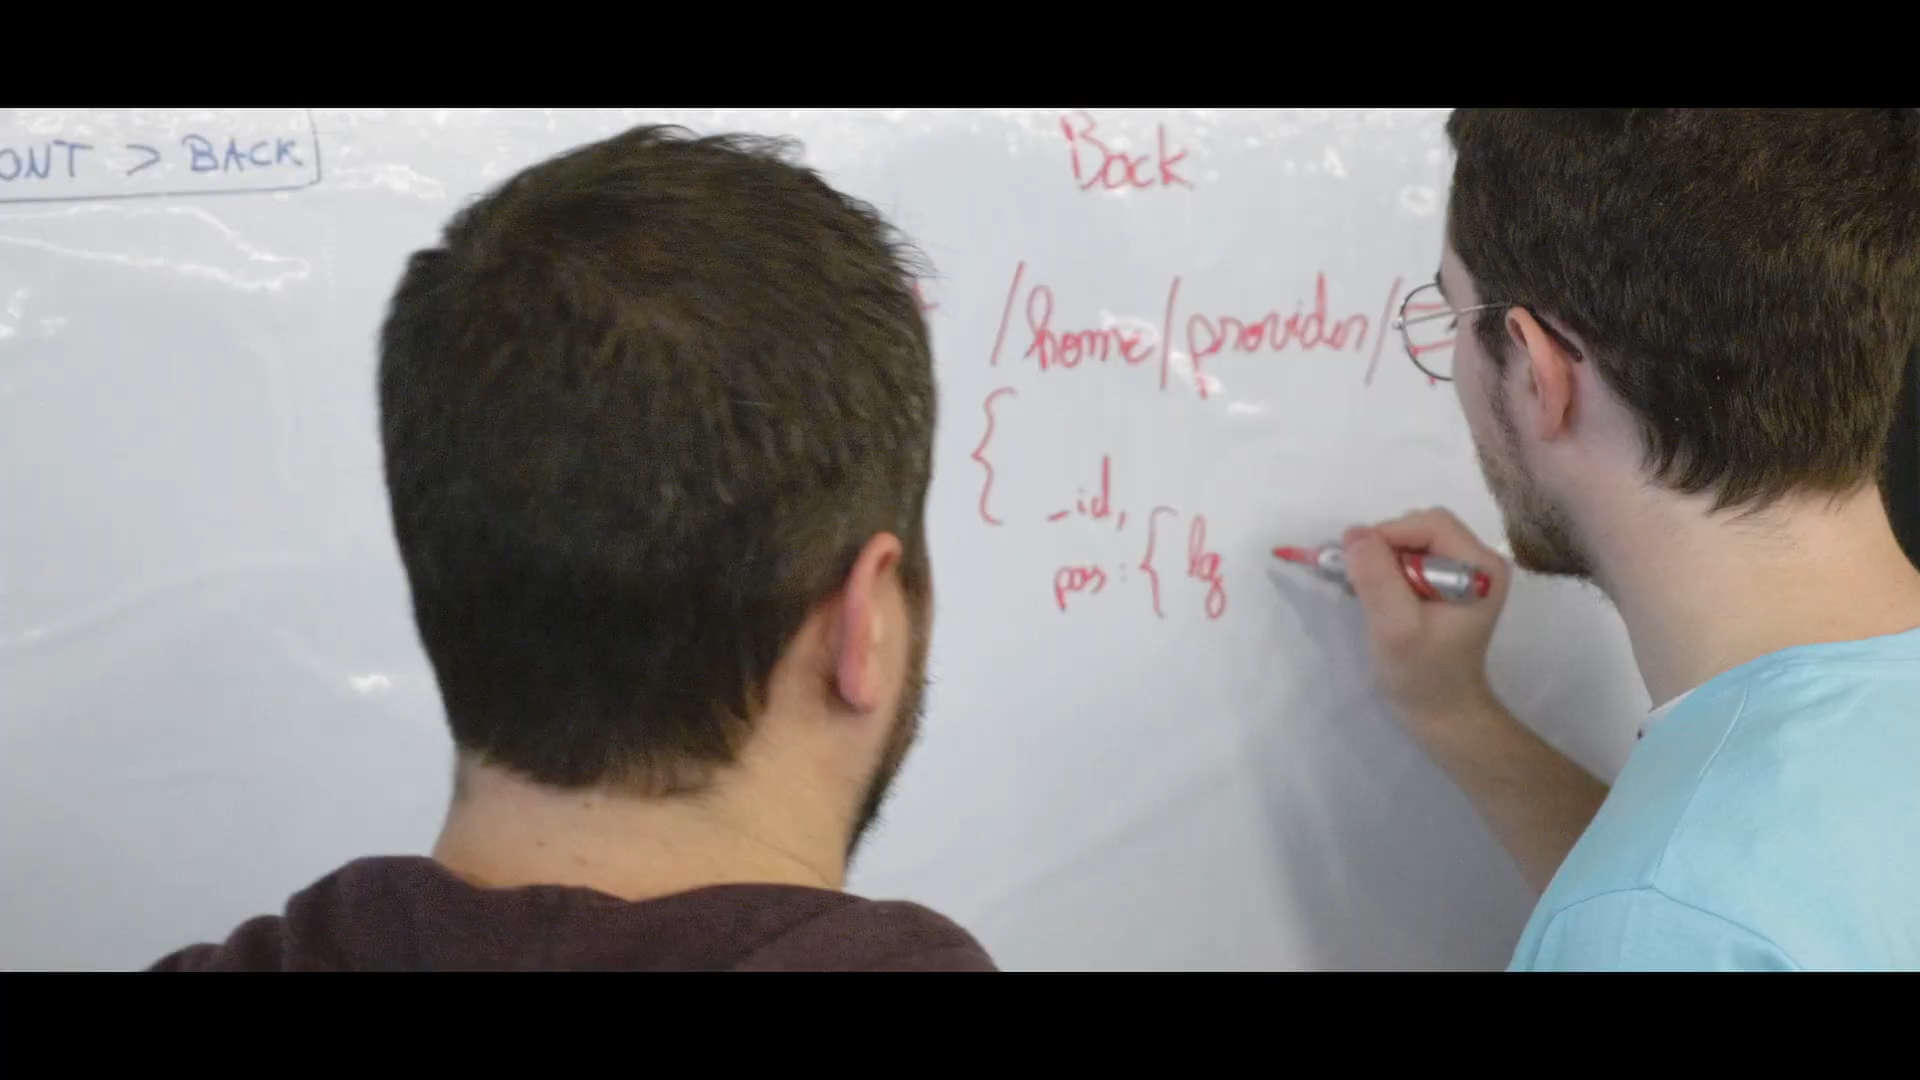 ONT > BACK
Back
/home/provider/
{
_id,
pos: { lg